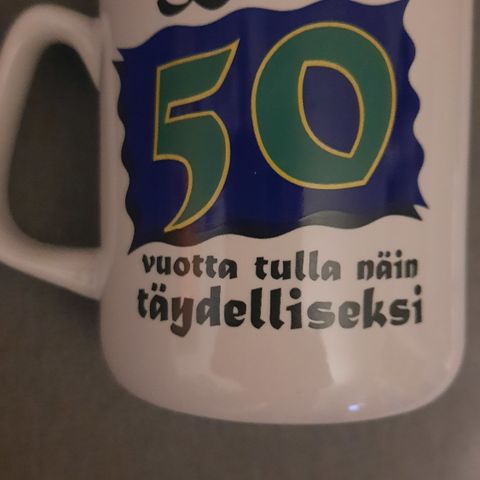 50
vuotta tulla näin
täydelliseksi